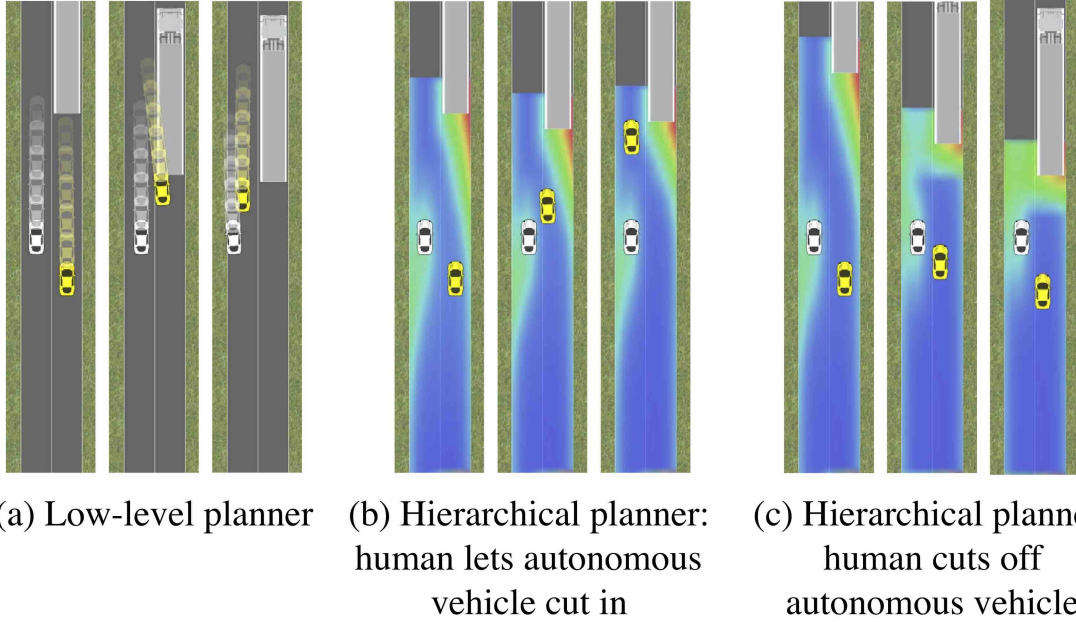 (a) Low-level planner
(b) Hierarchical planner:
human lets autonomous
vehicle cut in
(c) Hierarchical planne
human cuts off
autonomous vehicle